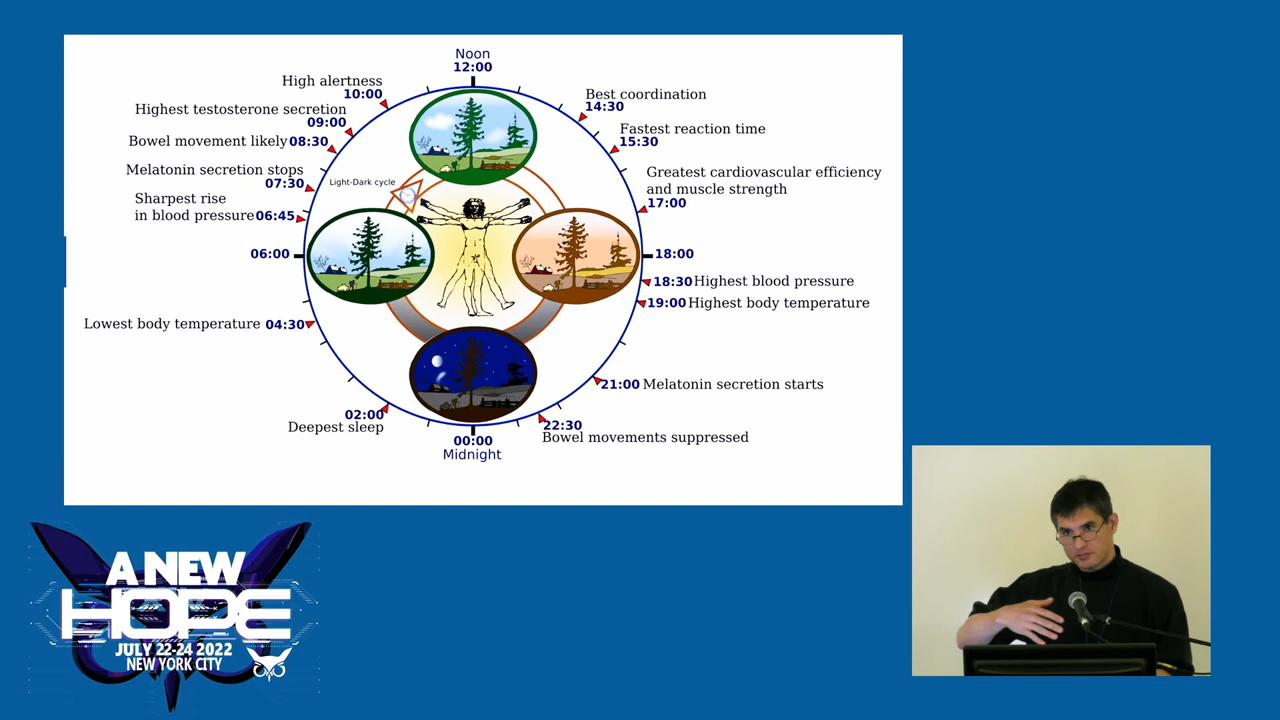 Noon
12:00
High alertness
10:00
Highest testosterone secretion
09:00
Bowel movement likely 08:30
Melatonin secretion stops
07:30
Light-Dark cycle
Sharpest rise
in blood pressure 06:45
06:00
Lowest body temperature 04:30
02:00
Deepest sleep
00:00
Midnight
Best coordination
14:30
Fastest reaction time
15:30
Greatest cardiovascular efficiency
and muscle strength
17:00
18:00
18:30 Highest blood pressure
19:00 Highest body temperature
21:00 Melatonin secretion starts
22:30
Bowel movements suppressed
A NEW
HOPE
JULY 22-24 2022
NEW YORK CITY